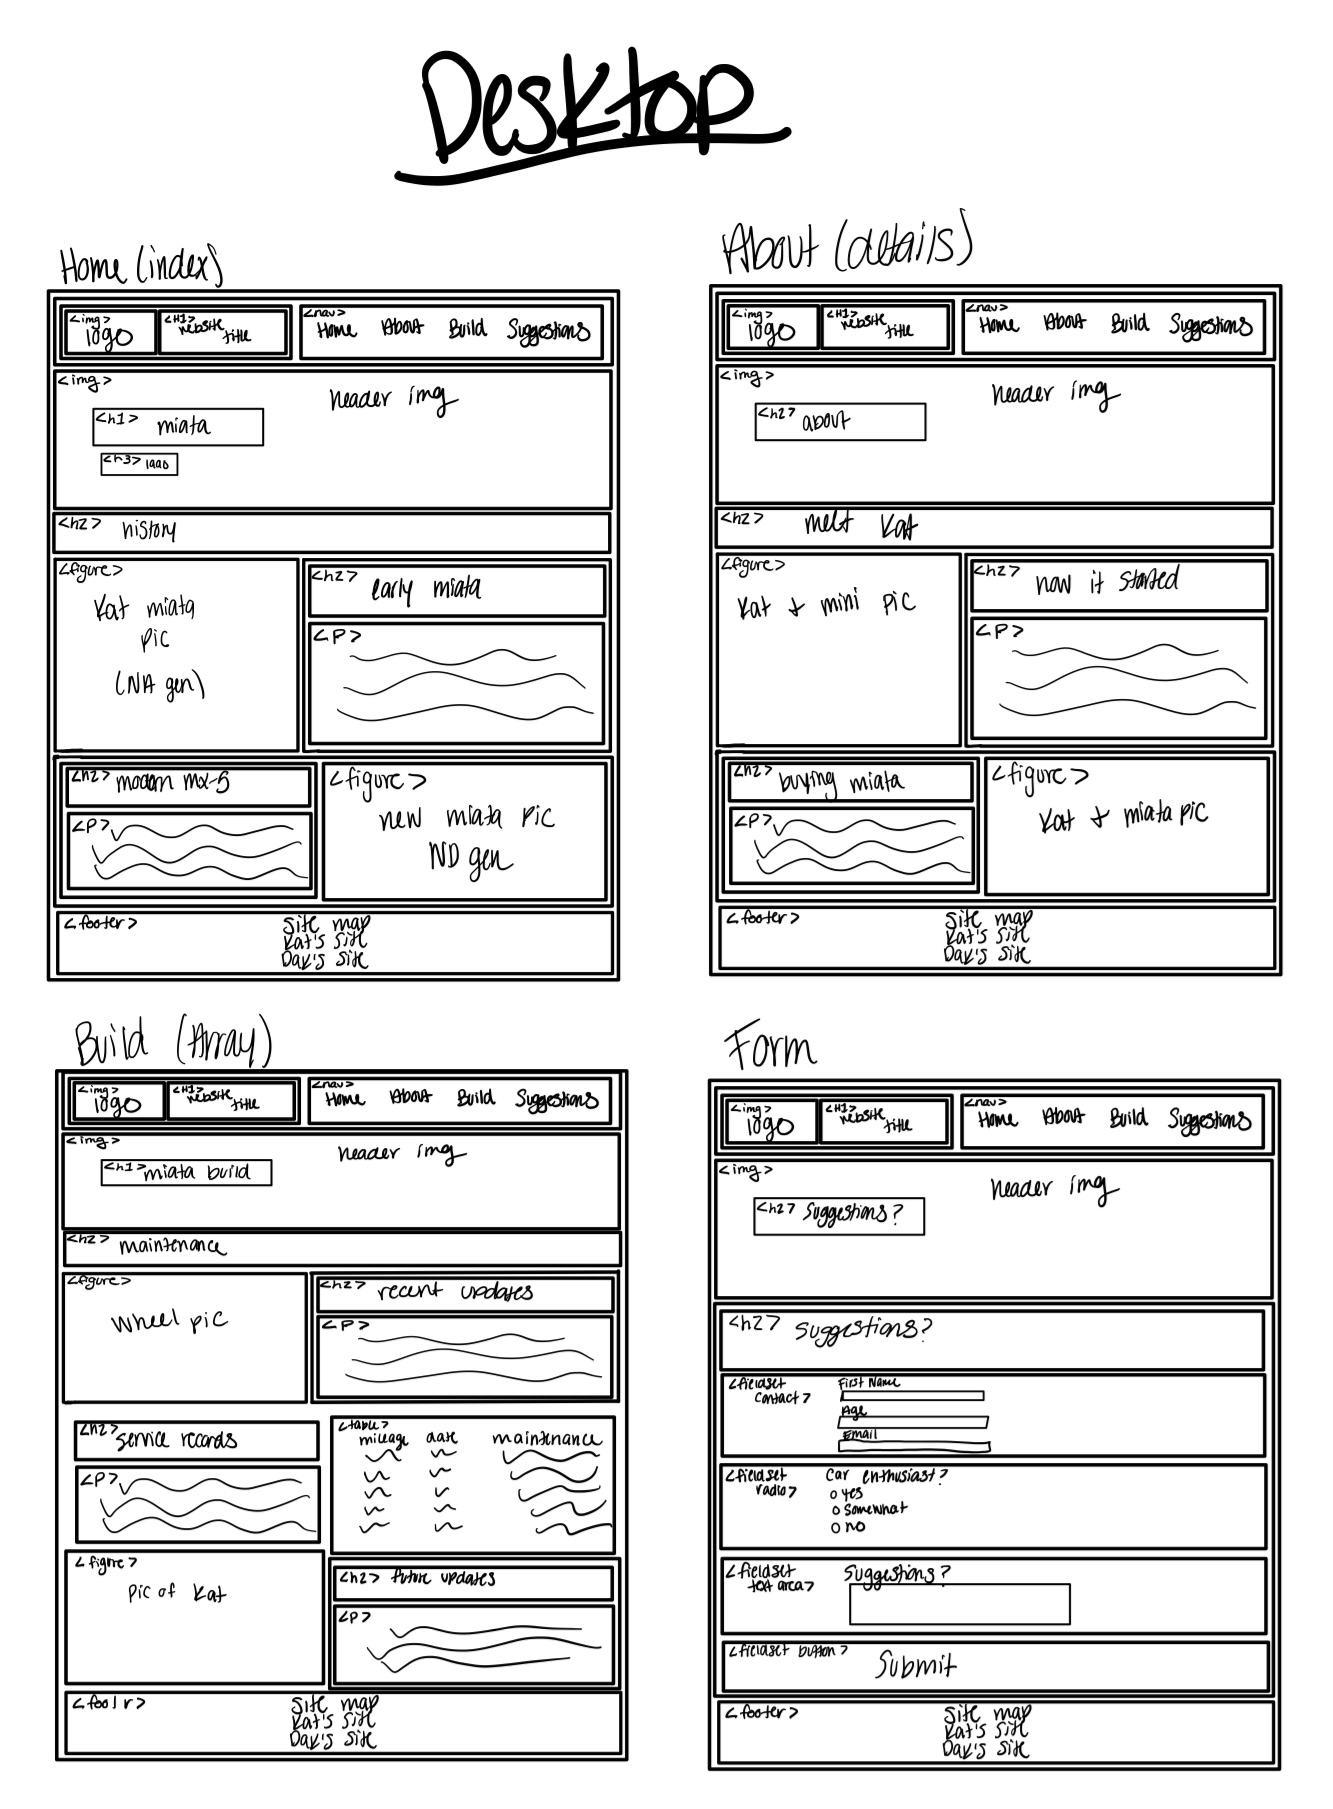 Desktop
Home (index)
<img> logo
<H1> website title
<nav> Home About Build Suggestions
<img> header img
<h1> miata
<h3> 1990
<h2> history
<figure>
Kat miata
pic
(NA gen)
<h2> early miata
<P>
<h2> modern mx-5
<P>
<figure>
new miata pic
ND gen
<footer>
Site map
Kat's Site
Dak's Site
About (details)
<img> logo
<H1> website title
<nav> Home About Build Suggestions
<img> header img
<h2> about
<h2> meet Kat
<figure>
Kat + mini pic
<h2> how it started
<P>
<h2> buying miata
<P>
<figure>
Kat + miata pic
<footer>
Site map
Kat's Site
Dak's Site
Build (Array)
<img> logo
<H1> website title
<nav> Home About Build Suggestions
<img> header img
<h1> miata build
<h2> maintenance
<figure>
wheel pic
<h2> recent updates
<P>
<h2> service records
<P>
<table>
mileage date maintenance
<figure>
pic of Kat
<h2> future updates
<P>
<footer>
Site map
Kat's Site
Dak's Site
Form
<img> logo
<H1> website title
<nav> Home About Build Suggestions
<img> header img
<h2> Suggestions?
<h2> Suggestions?
<fieldset contact>
First Name
Age
Email
<fieldset radio>
Car enthusiast?
yes
Somewhat
no
<fieldset text area>
Suggestions?
<fieldset button> Submit
<footer>
Site map
Kat's Site
Dak's Site